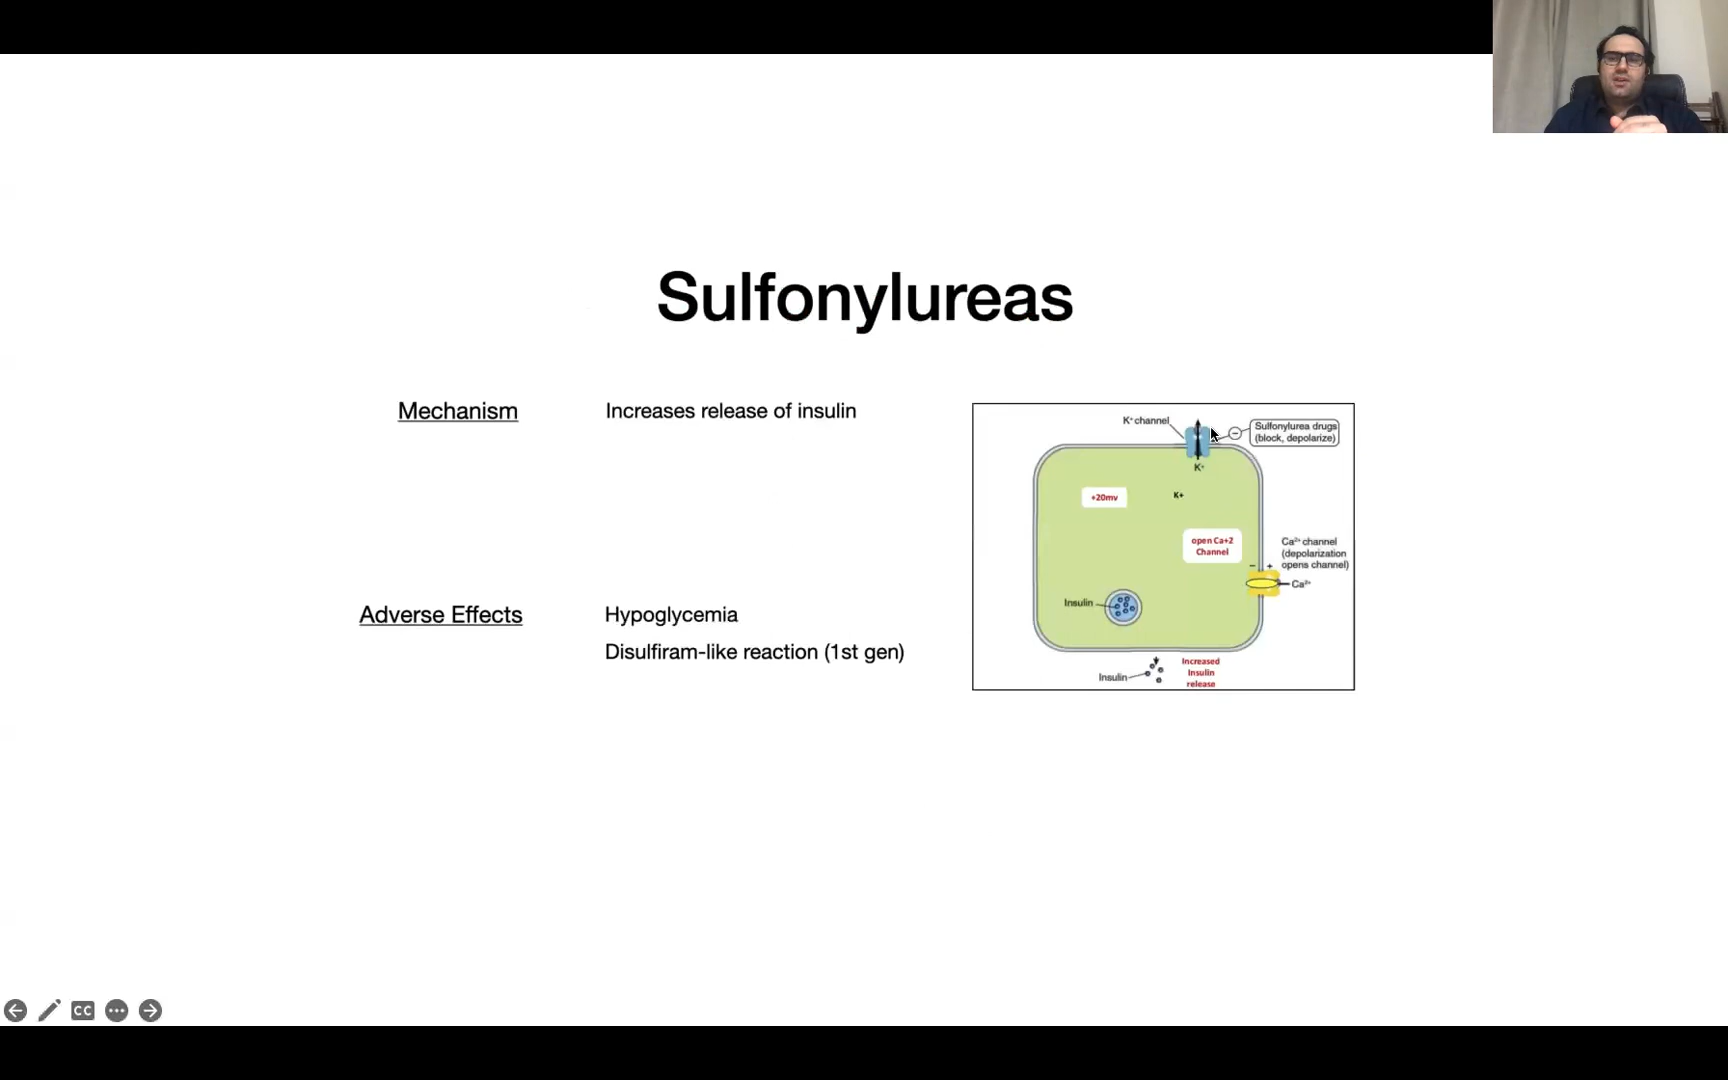 Sulfonylureas
Mechanism
Increases release of insulin
Adverse Effects
Hypoglycemia
Disulfiram-like reaction (1st gen)
K⁺ channel
Sulfonylurea drugs
(block, depolarize)
K⁺
+20mv
K+
open Ca+2
Channel
Ca²⁺ channel
(depolarization
opens channel)
− +
Ca²⁺
Insulin
Insulin
Increased
Insulin
release
CC